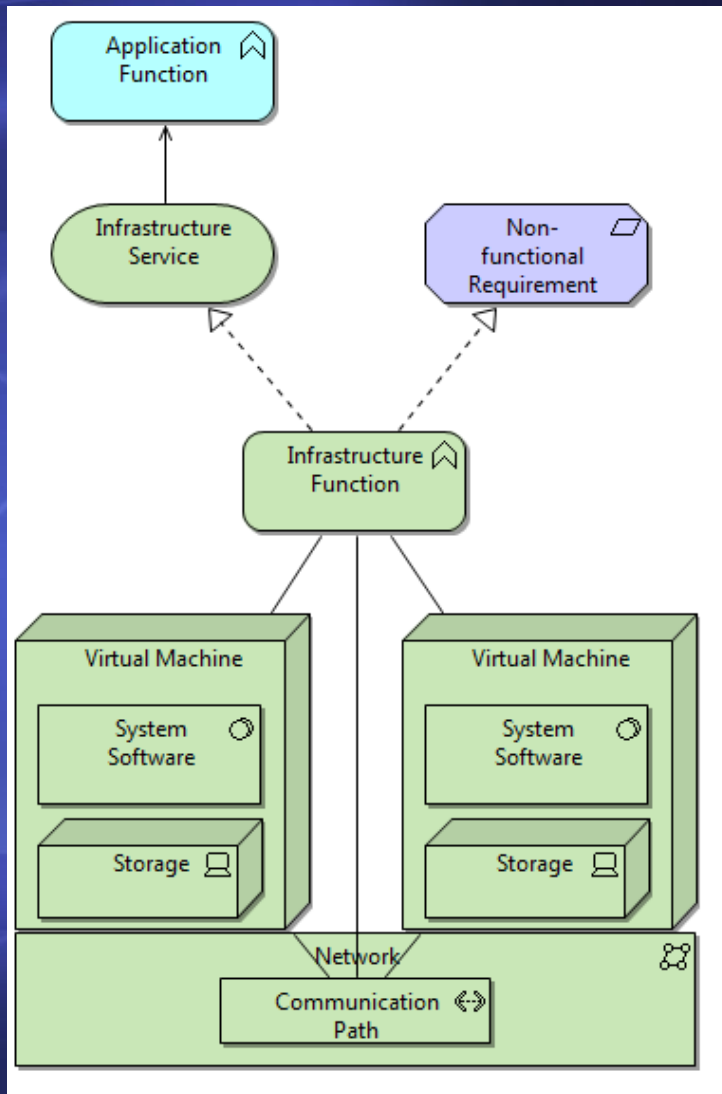 Application
Function
Infrastructure
Service
Non-
functional
Requirement
Infrastructure
Function
Virtual Machine
Virtual Machine
System
Software
System
Software
Storage
Storage
Network
Communication
Path